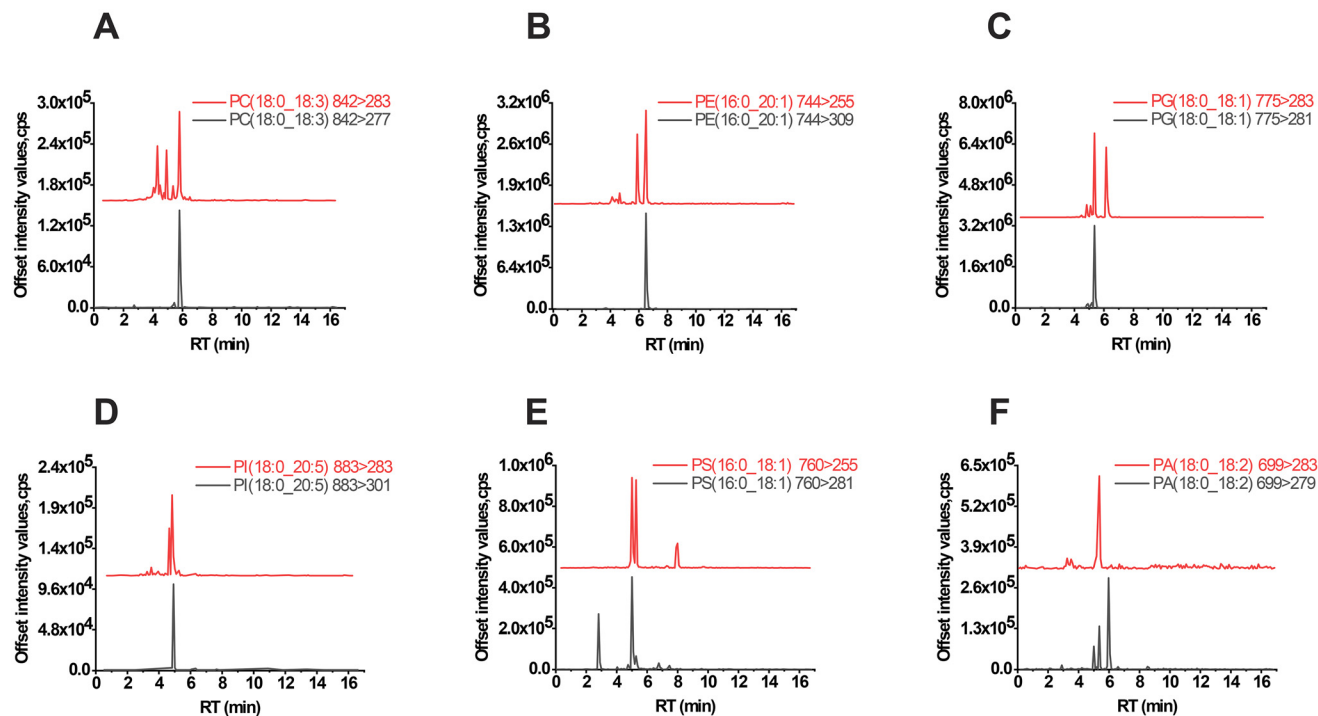 A
PC(18:0_18:3) 842>283
PC(18:0_18:3) 842>277
Offset intensity values,cps
3.0x10⁵
2.4x10⁵
1.8x10⁵
1.2x10⁵
6.0x10⁴
0.0
0 2 4 6 8 10 12 14 16
RT (min)
B
PE(16:0_20:1) 744>255
PE(16:0_20:1) 744>309
Offset intensity values,cps
3.2x10⁶
2.6x10⁶
1.9x10⁶
1.3x10⁶
6.4x10⁵
0.0
0 2 4 6 8 10 12 14 16
RT (min)
C
PG(18:0_18:1) 775>283
PG(18:0_18:1) 775>281
Offset intensity values,cps
8.0x10⁶
6.4x10⁶
4.8x10⁶
3.2x10⁶
1.6x10⁶
0.0
0 2 4 6 8 10 12 14 16
RT (min)
D
PI(18:0_20:5) 883>283
PI(18:0_20:5) 883>301
Offset intensity values,cps
2.4x10⁵
1.9x10⁵
1.4x10⁵
9.6x10⁴
4.8x10⁴
0.0
0 2 4 6 8 10 12 14 16
RT (min)
E
PS(16:0_18:1) 760>255
PS(16:0_18:1) 760>281
Offset intensity values,cps
1.0x10⁶
8.0x10⁵
6.0x10⁵
4.0x10⁵
2.0x10⁵
0.0
0 2 4 6 8 10 12 14 16
RT (min)
F
PA(18:0_18:2) 699>283
PA(18:0_18:2) 699>279
Offset intensity values,cps
6.5x10⁵
5.2x10⁵
3.9x10⁵
2.6x10⁵
1.3x10⁵
0.0
0 2 4 6 8 10 12 14 16
RT (min)